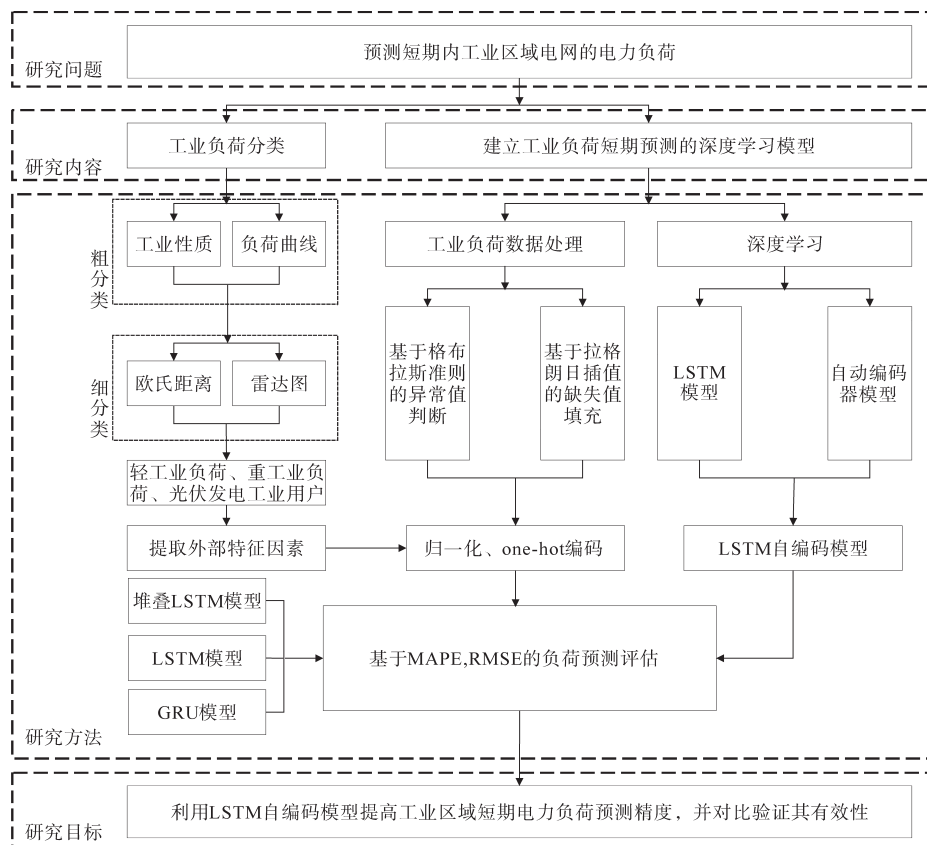 预测短期内工业区域电网的电力负荷
研究问题
工业负荷分类
建立工业负荷短期预测的深度学习模型
研究内容
粗分类
工业性质
负荷曲线
工业负荷数据处理
深度学习
细分类
欧氏距离
雷达图
基于格布
拉斯准则
的异常值
判断
基于拉格
朗日插值
的缺失值
填充
LSTM
模型
自动编码
器模型
轻工业负荷、重工业负
荷、光伏发电工业用户
提取外部特征因素
归一化、one-hot编码
LSTM自编码模型
堆叠LSTM模型
LSTM模型
GRU模型
基于MAPE,RMSE的负荷预测评估
研究方法
利用LSTM自编码模型提高工业区域短期电力负荷预测精度，并对比验证其有效性
研究目标